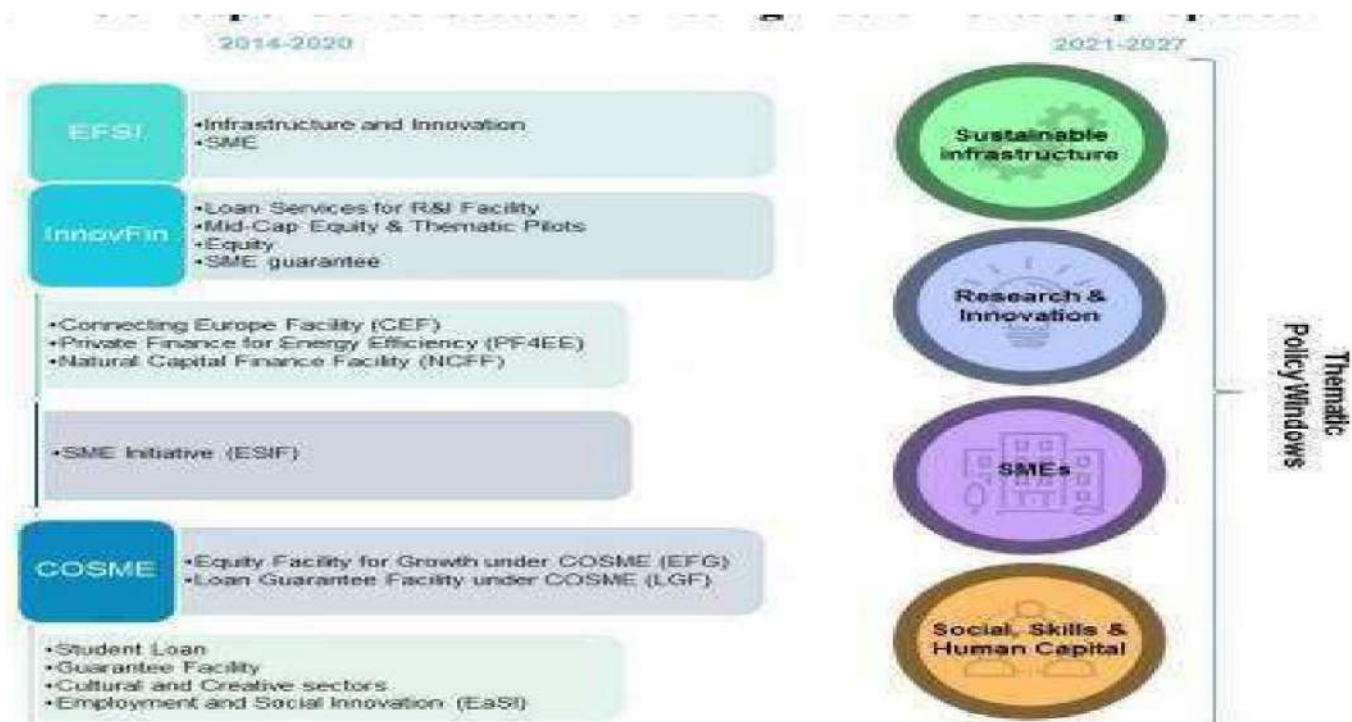 2014-2020
2021-2027
EFSI
•Infrastructure and Innovation
•SME
InnovFin
•Loan Services for R&I Facility
•Mid-Cap Equity & Thematic Pilots
•Equity
•SME guarantee
•Connecting Europe Facility (CEF)
•Private Finance for Energy Efficiency (PF4EE)
•Natural Capital Finance Facility (NCFF)
•SME Initiative (ESIF)
COSME
•Equity Facility for Growth under COSME (EFG)
•Loan Guarantee Facility under COSME (LGF)
•Student Loan
•Guarantee Facility
•Cultural and Creative sectors
•Employment and Social Innovation (EaSI)
Sustainable
infrastructure
Research &
Innovation
SMEs
Social, Skills &
Human Capital
Thematic
Policy Windows